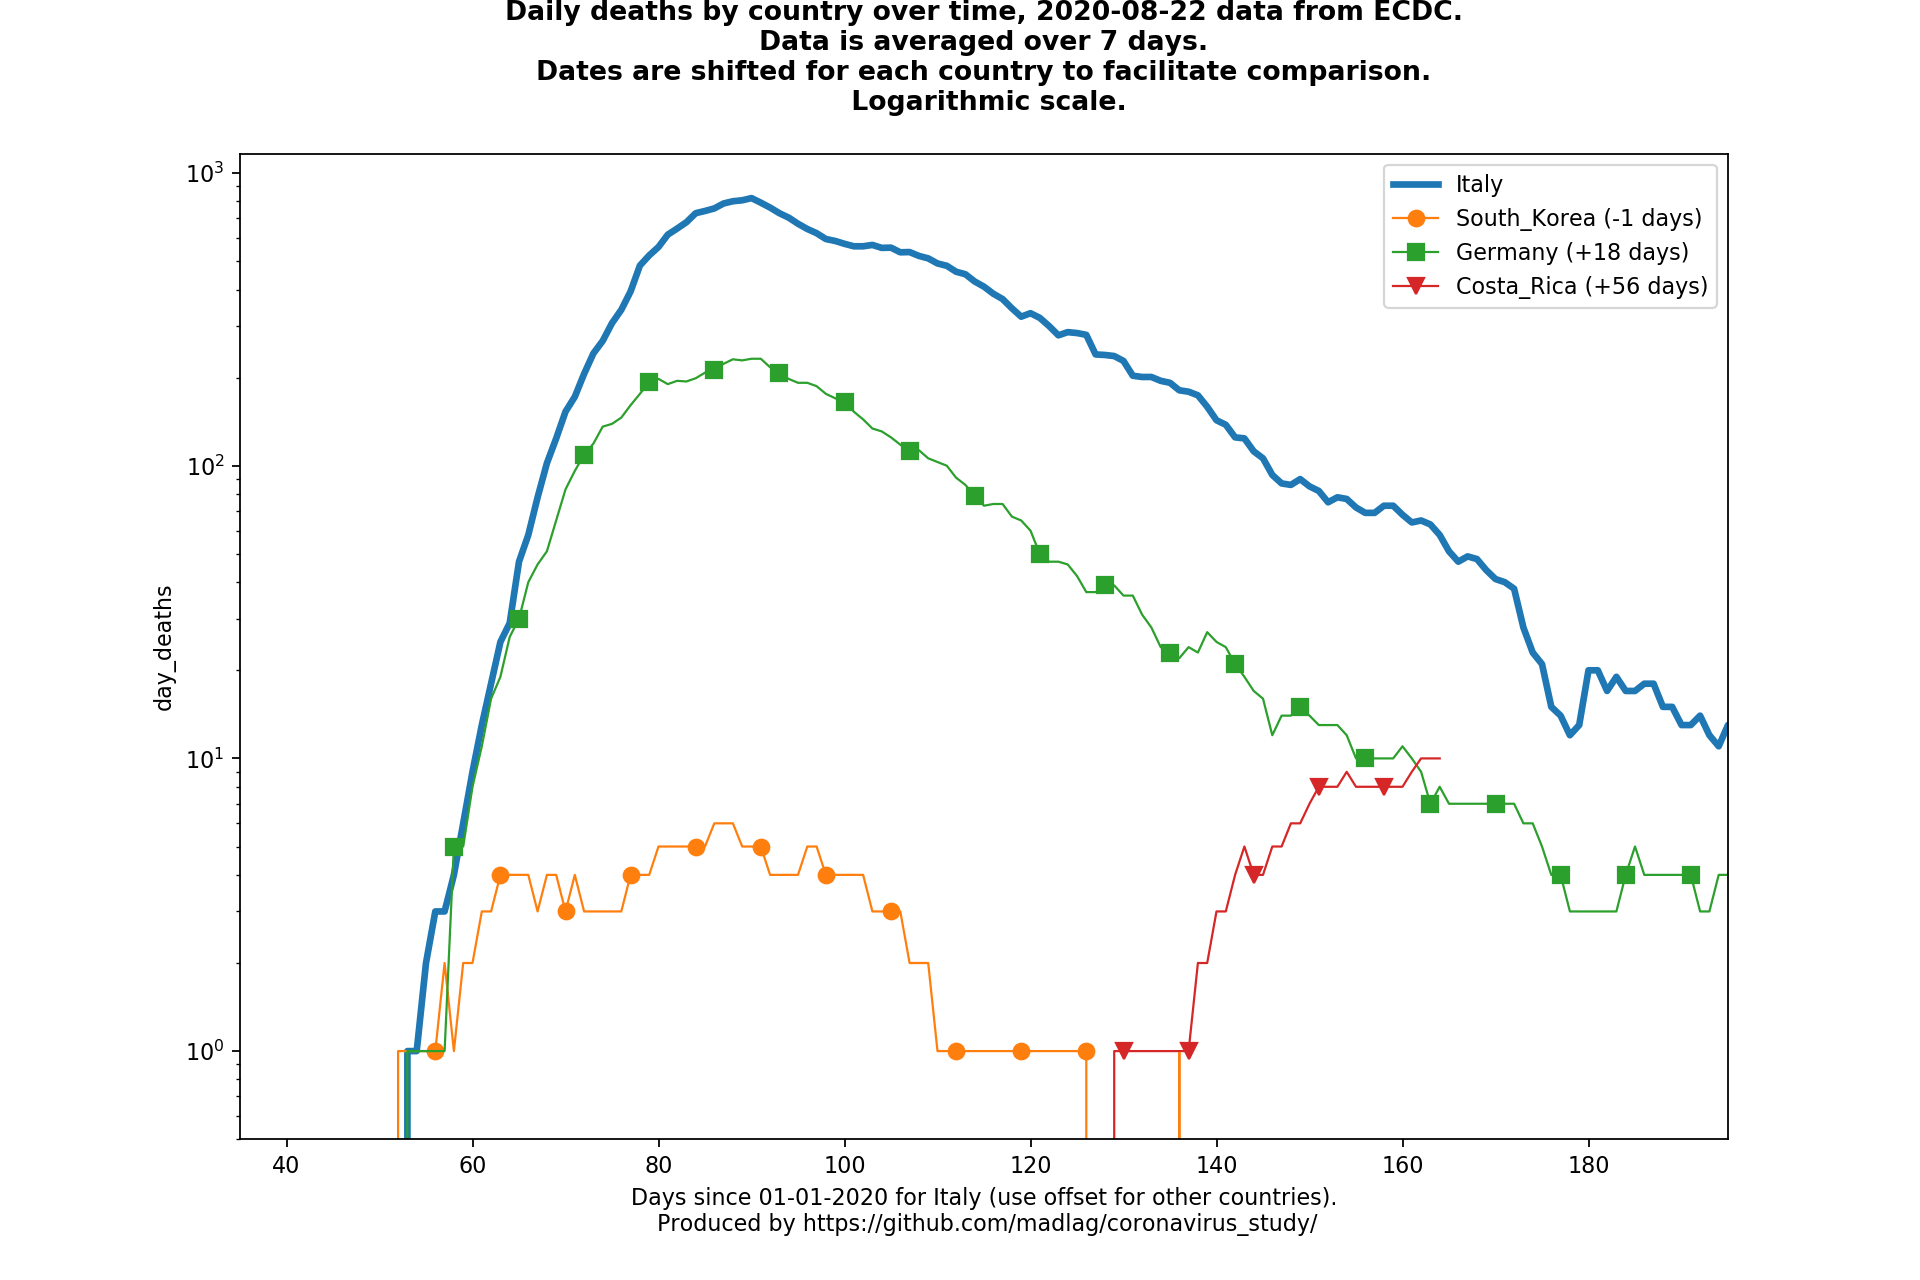 Daily deaths by country over time, 2020-08-22 data from ECDC.
Data is averaged over 7 days.
Dates are shifted for each country to facilitate comparison.
Logarithmic scale.
10³
10²
10¹
10⁰
day_deaths
Italy
South_Korea (-1 days)
Germany (+18 days)
Costa_Rica (+56 days)
40 60 80 100 120 140 160 180
Days since 01-01-2020 for Italy (use offset for other countries).
Produced by https://github.com/madlag/coronavirus_study/